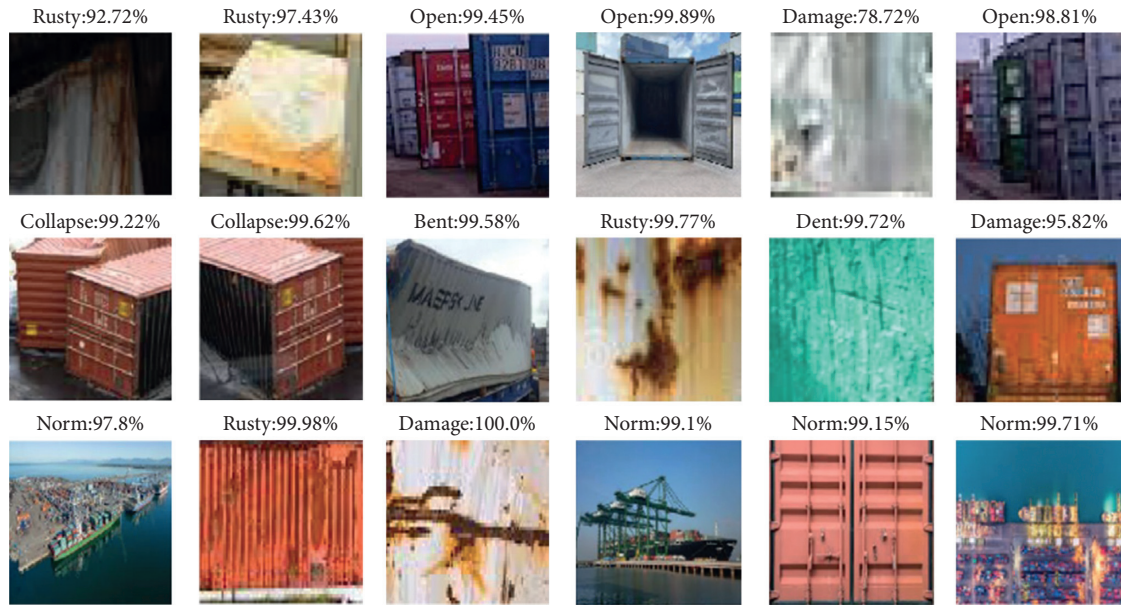 Rusty:92.72% Rusty:97.43% Open:99.45% Open:99.89% Damage:78.72% Open:98.81%
Collapse:99.22% Collapse:99.62% Bent:99.58% Rusty:99.77% Dent:99.72% Damage:95.82%
MAERSK LINE
Norm:97.8% Rusty:99.98% Damage:100.0% Norm:99.1% Norm:99.15% Norm:99.71%